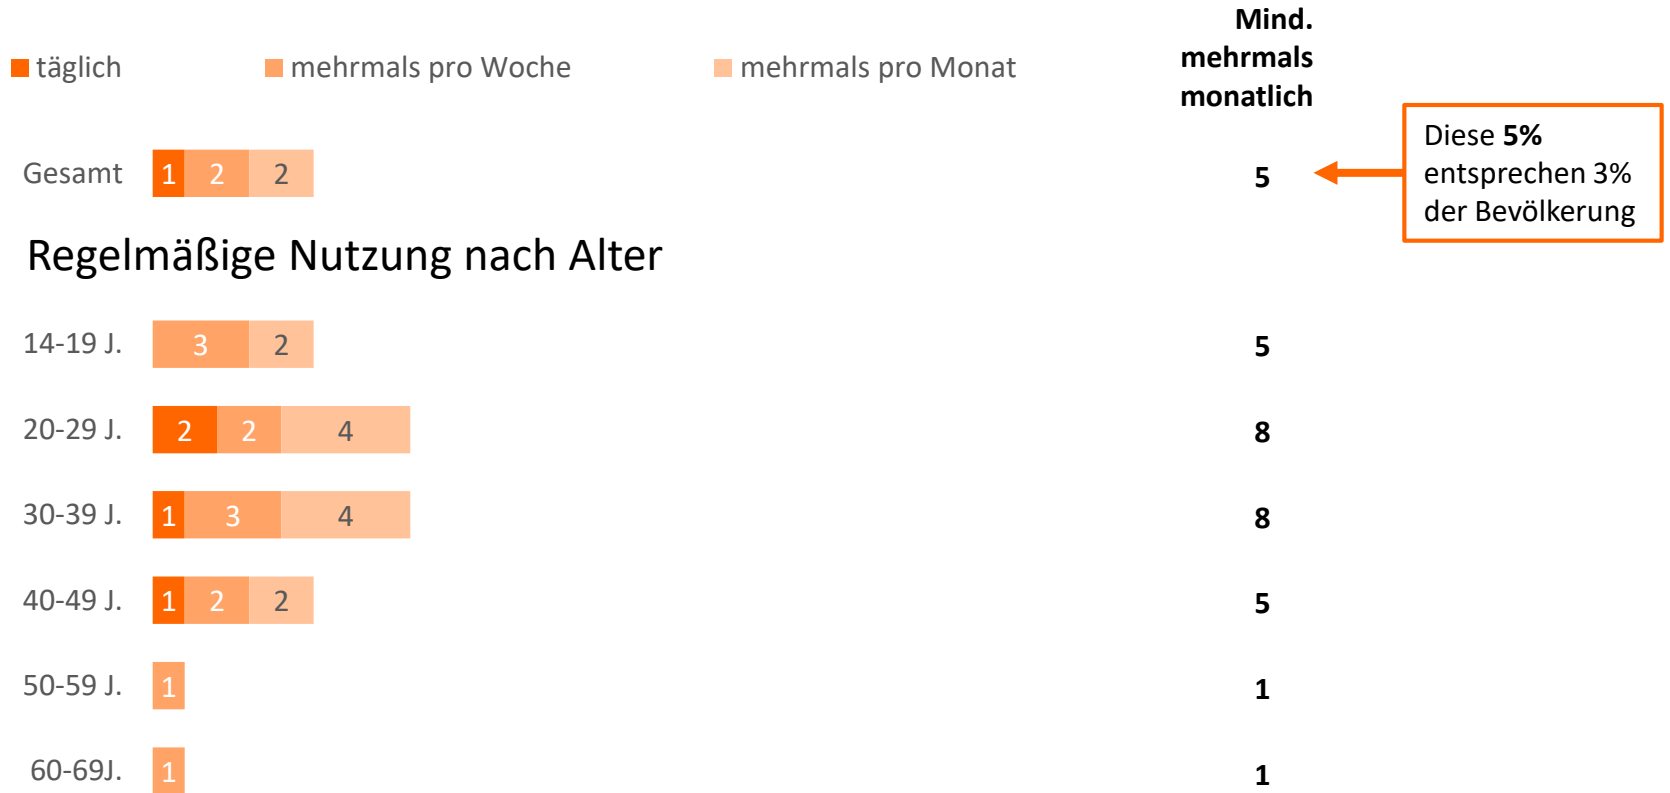 Mind.
mehrmals
monatlich
täglich mehrmals pro Woche mehrmals pro Monat
Gesamt 1 2 2 5
Diese 5%
entsprechen 3%
der Bevölkerung
Regelmäßige Nutzung nach Alter
14-19 J. 3 2 5
20-29 J. 2 2 4 8
30-39 J. 1 3 4 8
40-49 J. 1 2 2 5
50-59 J. 1 1
60-69J. 1 1